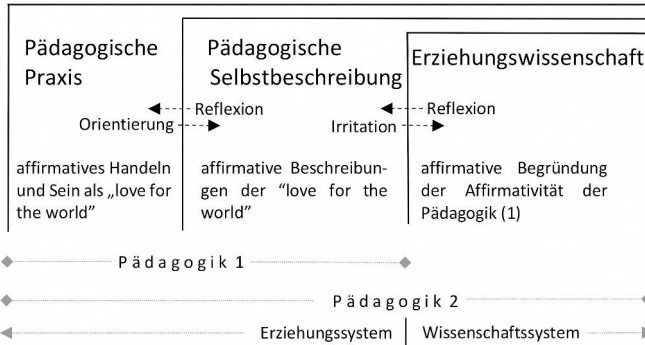 Pädagogische
Praxis
Pädagogische
Selbstbeschreibung
Erziehungswissenschaft
Reflexion
Orientierung
Reflexion
Irritation
affirmatives Handeln
und Sein als „love for
the world”
affirmative Beschreibun-
gen der “love for the
world”
affirmative Begründung
der Affirmativität der
Pädagogik (1)
Pädagogik 1
Pädagogik 2
Erziehungssystem
Wissenschaftssystem